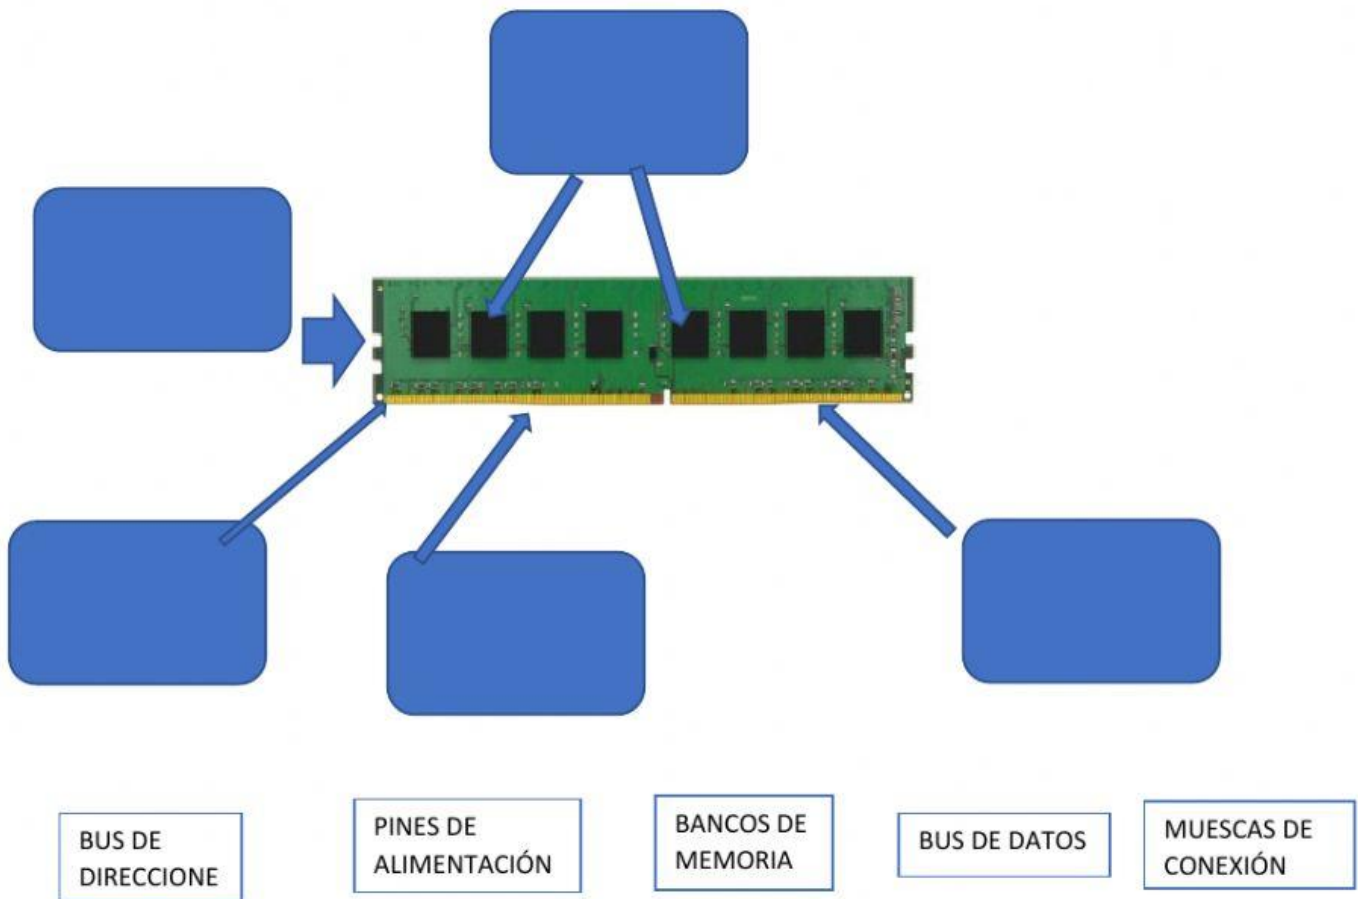 BUS DE
DIRECCIONE
PINES DE
ALIMENTACIÓN
BANCOS DE
MEMORIA
BUS DE DATOS
MUESCAS DE
CONEXIÓN